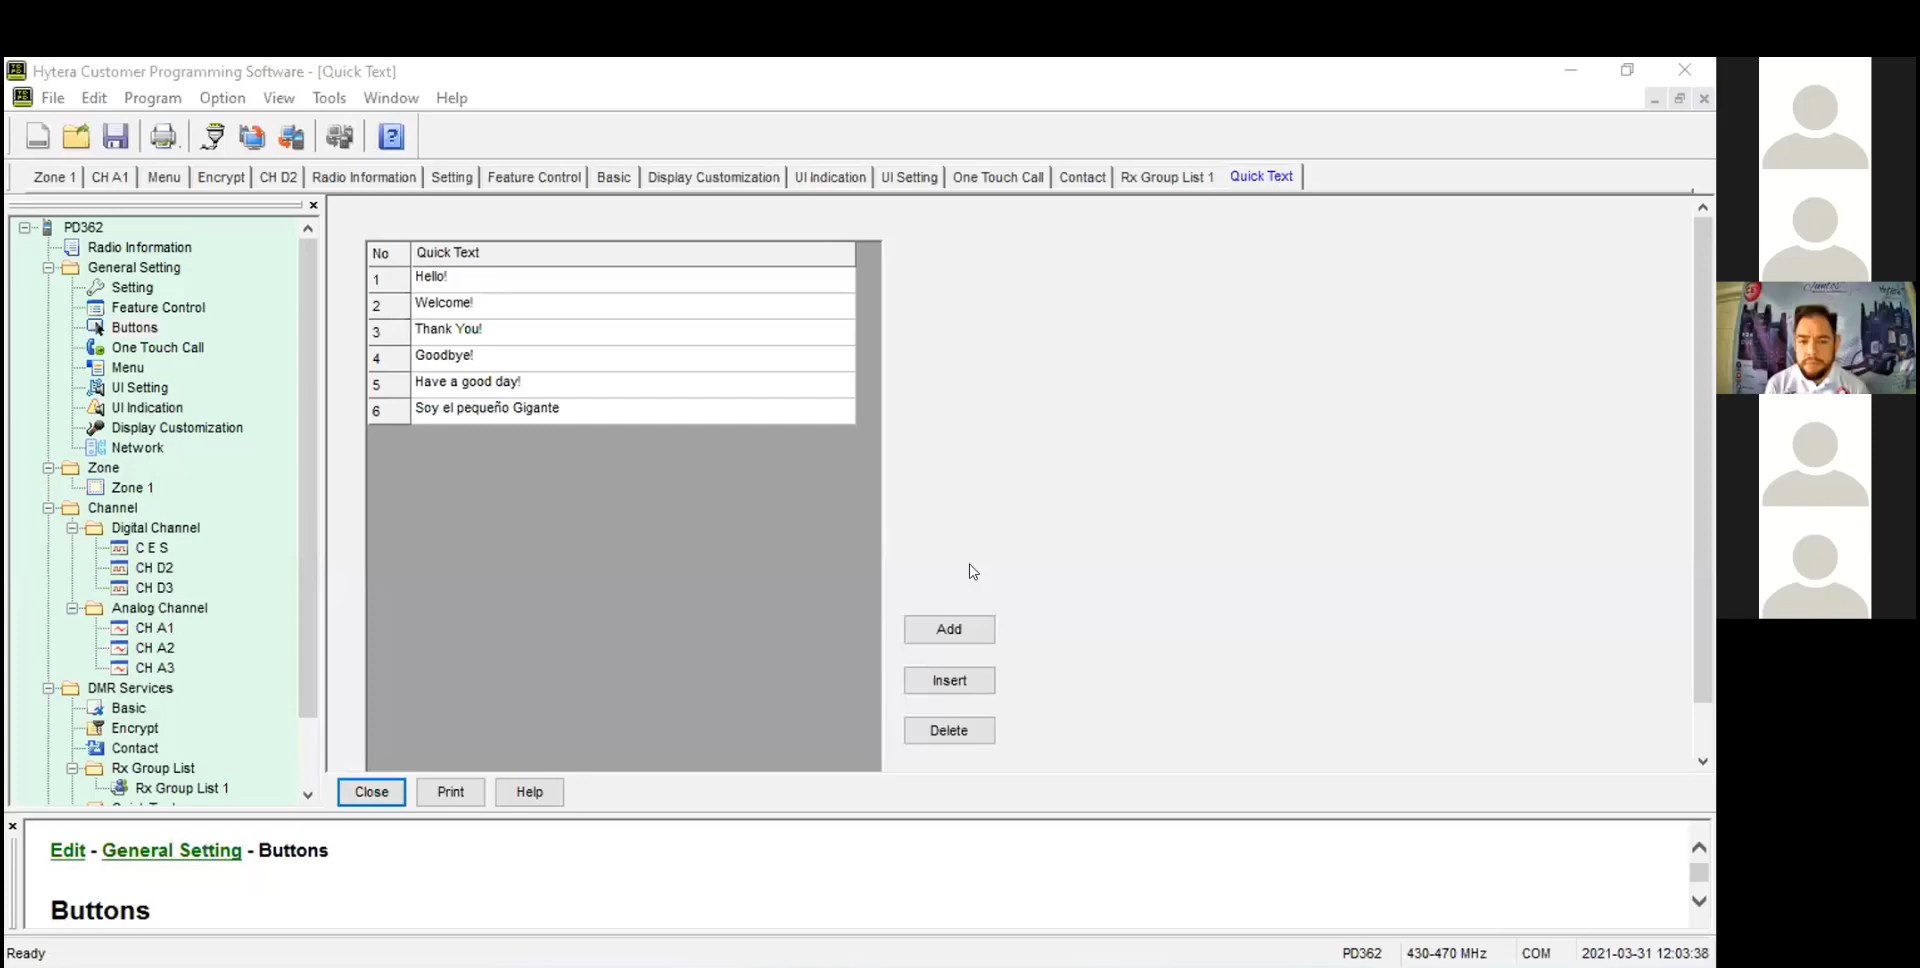 Hytera Customer Programming Software - [Quick Text]
File Edit Program Option View Tools Window Help
Zone 1 CH A1 Menu Encrypt CH D2 Radio Information Setting Feature Control Basic Display Customization UI Indication UI Setting One Touch Call Contact Rx Group List 1 Quick Text
PD362
Radio Information
General Setting
Setting
Feature Control
Buttons
One Touch Call
Menu
UI Setting
UI Indication
Display Customization
Network
Zone
Zone 1
Channel
Digital Channel
C E S
CH D2
CH D3
Analog Channel
CH A1
CH A2
CH A3
DMR Services
Basic
Encrypt
Contact
Rx Group List
Rx Group List 1
No Quick Text
1 Hello!
2 Welcome!
3 Thank You!
4 Goodbye!
5 Have a good day!
6 Soy el pequeño Gigante
Add
Insert
Delete
Close Print Help
Edit - General Setting - Buttons
Buttons
Ready PD362 430-470 MHz COM 2021-03-31 12:03:38